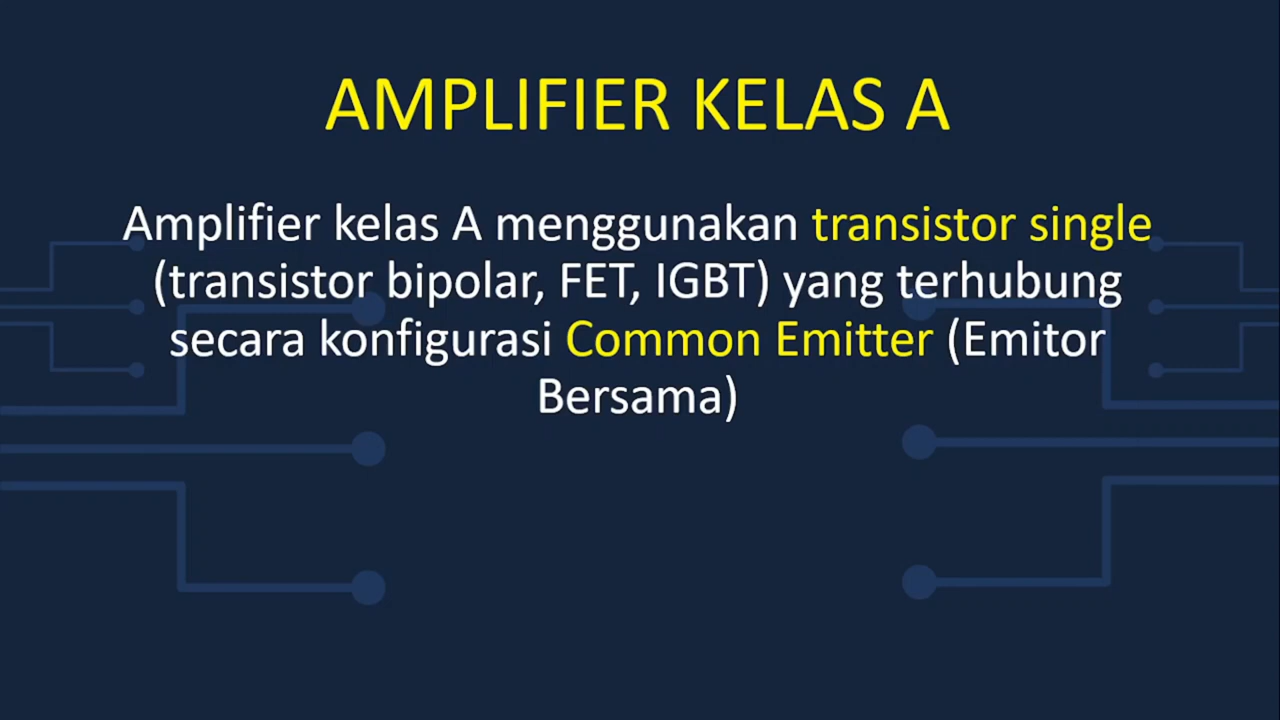 AMPLIFIER KELAS A
Amplifier kelas A menggunakan transistor single
(transistor bipolar, FET, IGBT) yang terhubung
secara konfigurasi Common Emitter (Emitor
Bersama)